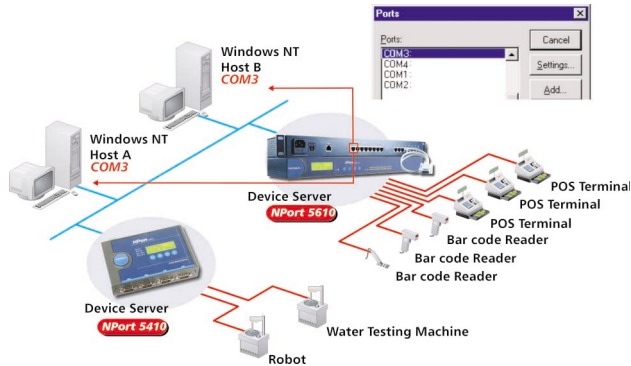 Ports
Ports:
COM3:
COM4:
COM1:
COM2:
Cancel
Settings...
Add...
Windows NT
Host B
COM3
Windows NT
Host A
COM3
Device Server
NPort 5610
POS Terminal
POS Terminal
POS Terminal
Bar code Reader
Bar code Reader
Bar code Reader
NPort
Device Server
NPort 5410
Water Testing Machine
Robot